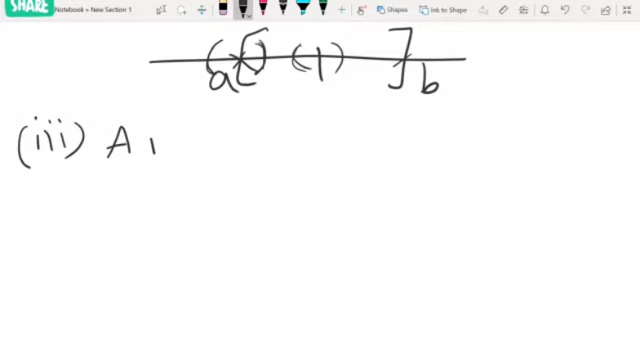 SHARE
Notebook » New Section 1
Shapes
Ink to Shape
( [ ( ) ( | ) ]
a b
(iii) A